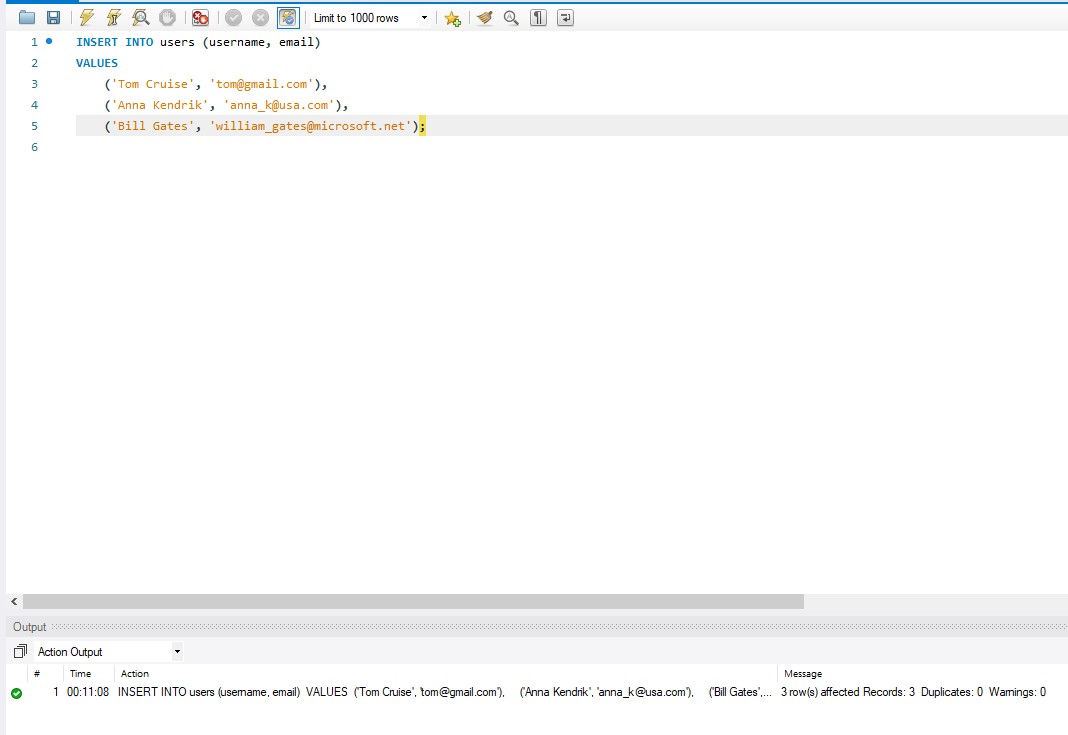 Limit to 1000 rows
1 INSERT INTO users (username, email)
2 VALUES
3 ('Tom Cruise', 'tom@gmail.com'),
4 ('Anna Kendrik', 'anna_k@usa.com'),
5 ('Bill Gates', 'william_gates@microsoft.net');
6
Output
Action Output
# Time Action Message
1 00:11:08 INSERT INTO users (username, email) VALUES ('Tom Cruise', 'tom@gmail.com'), ('Anna Kendrik', 'anna_k@usa.com'), ('Bill Gates',... 3 row(s) affected Records: 3 Duplicates: 0 Warnings: 0